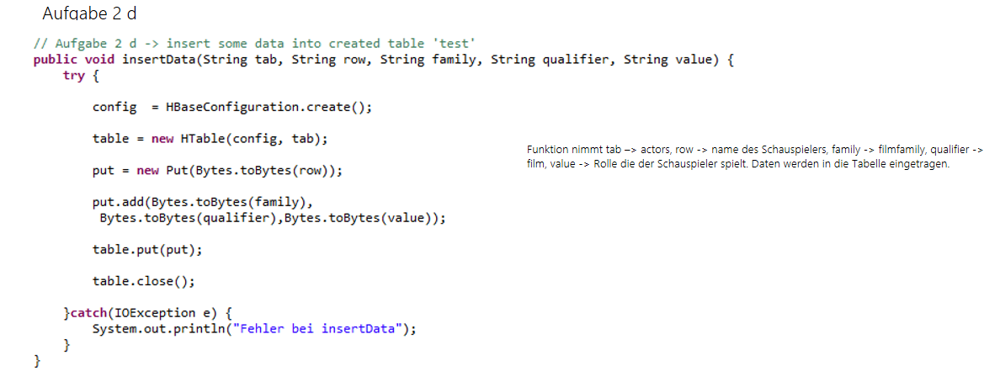 Aufgabe 2 d
// Aufgabe 2 d -> insert some data into created table 'test'
public void insertData(String tab, String row, String family, String qualifier, String value) {
try {
config = HBaseConfiguration.create();
table = new HTable(config, tab);
put = new Put(Bytes.toBytes(row));
put.add(Bytes.toBytes(family),
Bytes.toBytes(qualifier),Bytes.toBytes(value));
table.put(put);
table.close();
}catch(IOException e) {
System.out.println("Fehler bei insertData");
}
}
Funktion nimmt tab –> actors, row -> name des Schauspielers, family -> filmfamily, qualifier ->
film, value -> Rolle die der Schauspieler spielt. Daten werden in die Tabelle eingetragen.